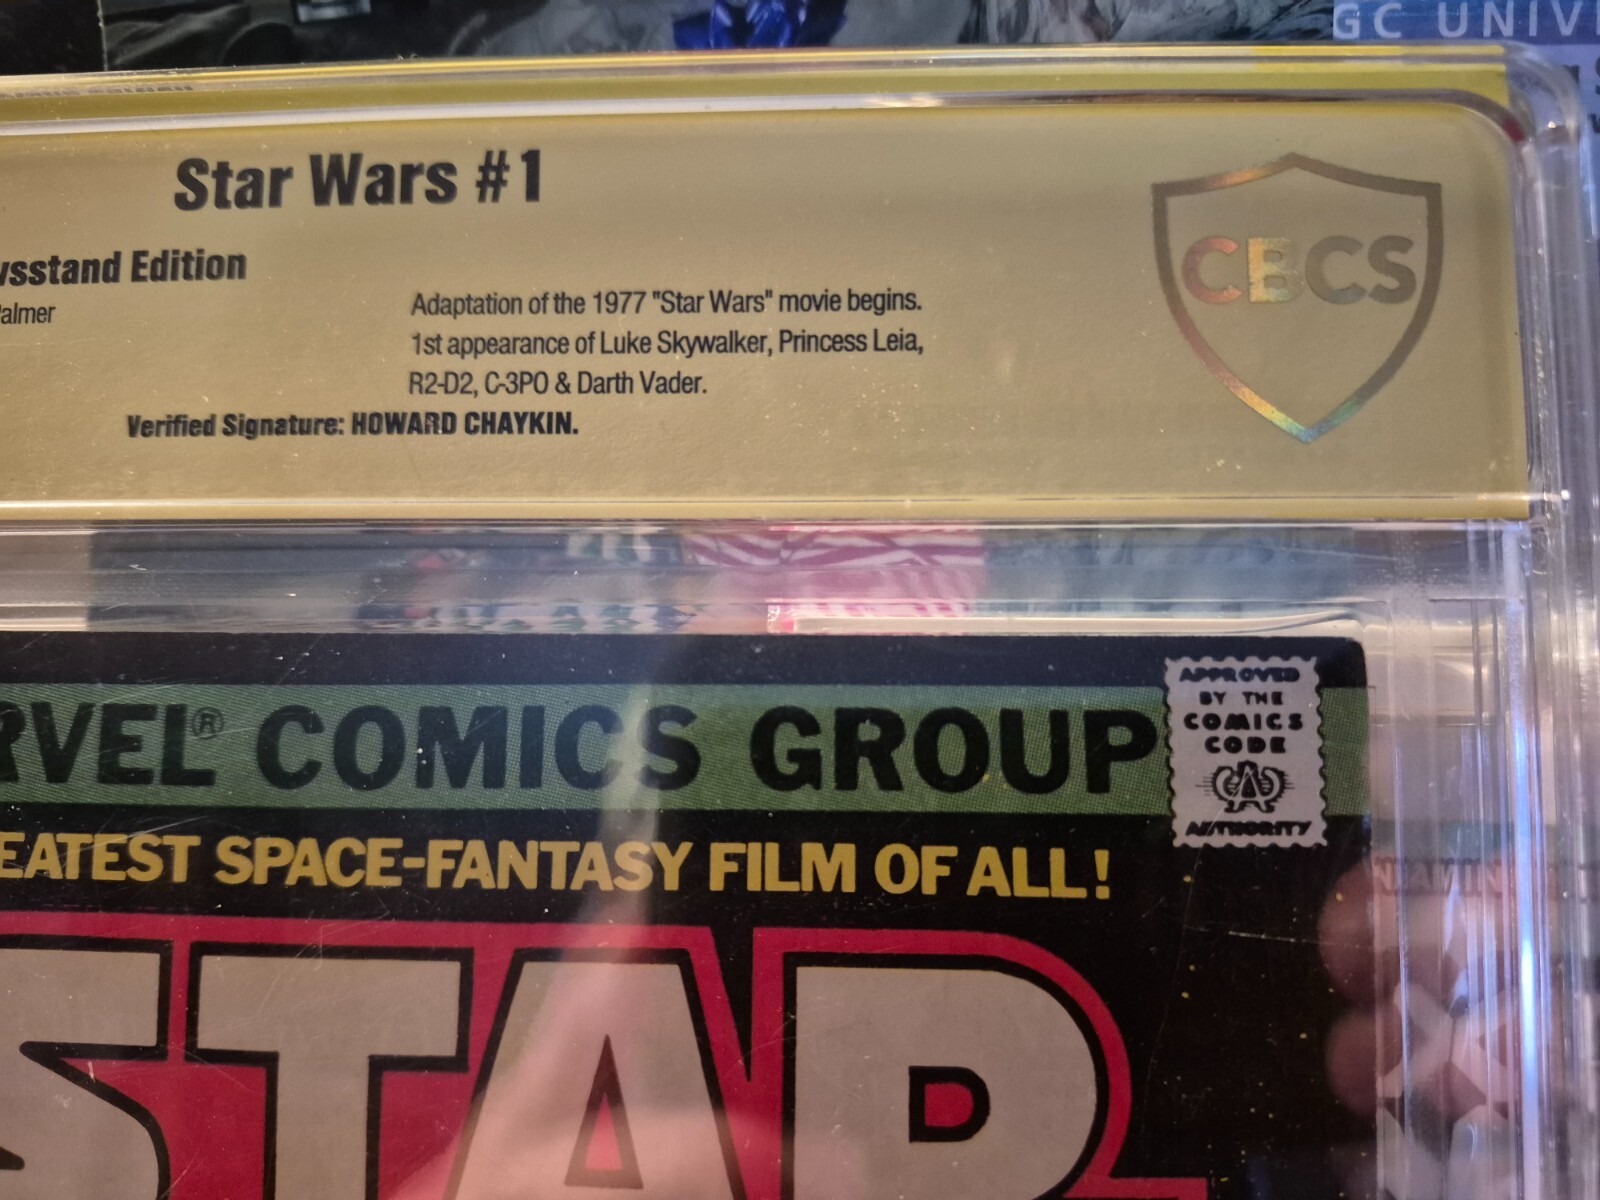 GC UNIV
Star Wars #1
wsstand Edition
Palmer
Adaptation of the 1977 "Star Wars" movie begins.
1st appearance of Luke Skywalker, Princess Leia,
R2-D2, C-3PO & Darth Vader.
Verified Signature: HOWARD CHAYKIN.
CBCS
RVEL® COMICS GROUP
APPROVED
BY THE
COMICS
CODE
CA
AUTHORITY
EATEST SPACE-FANTASY FILM OF ALL!
STAR